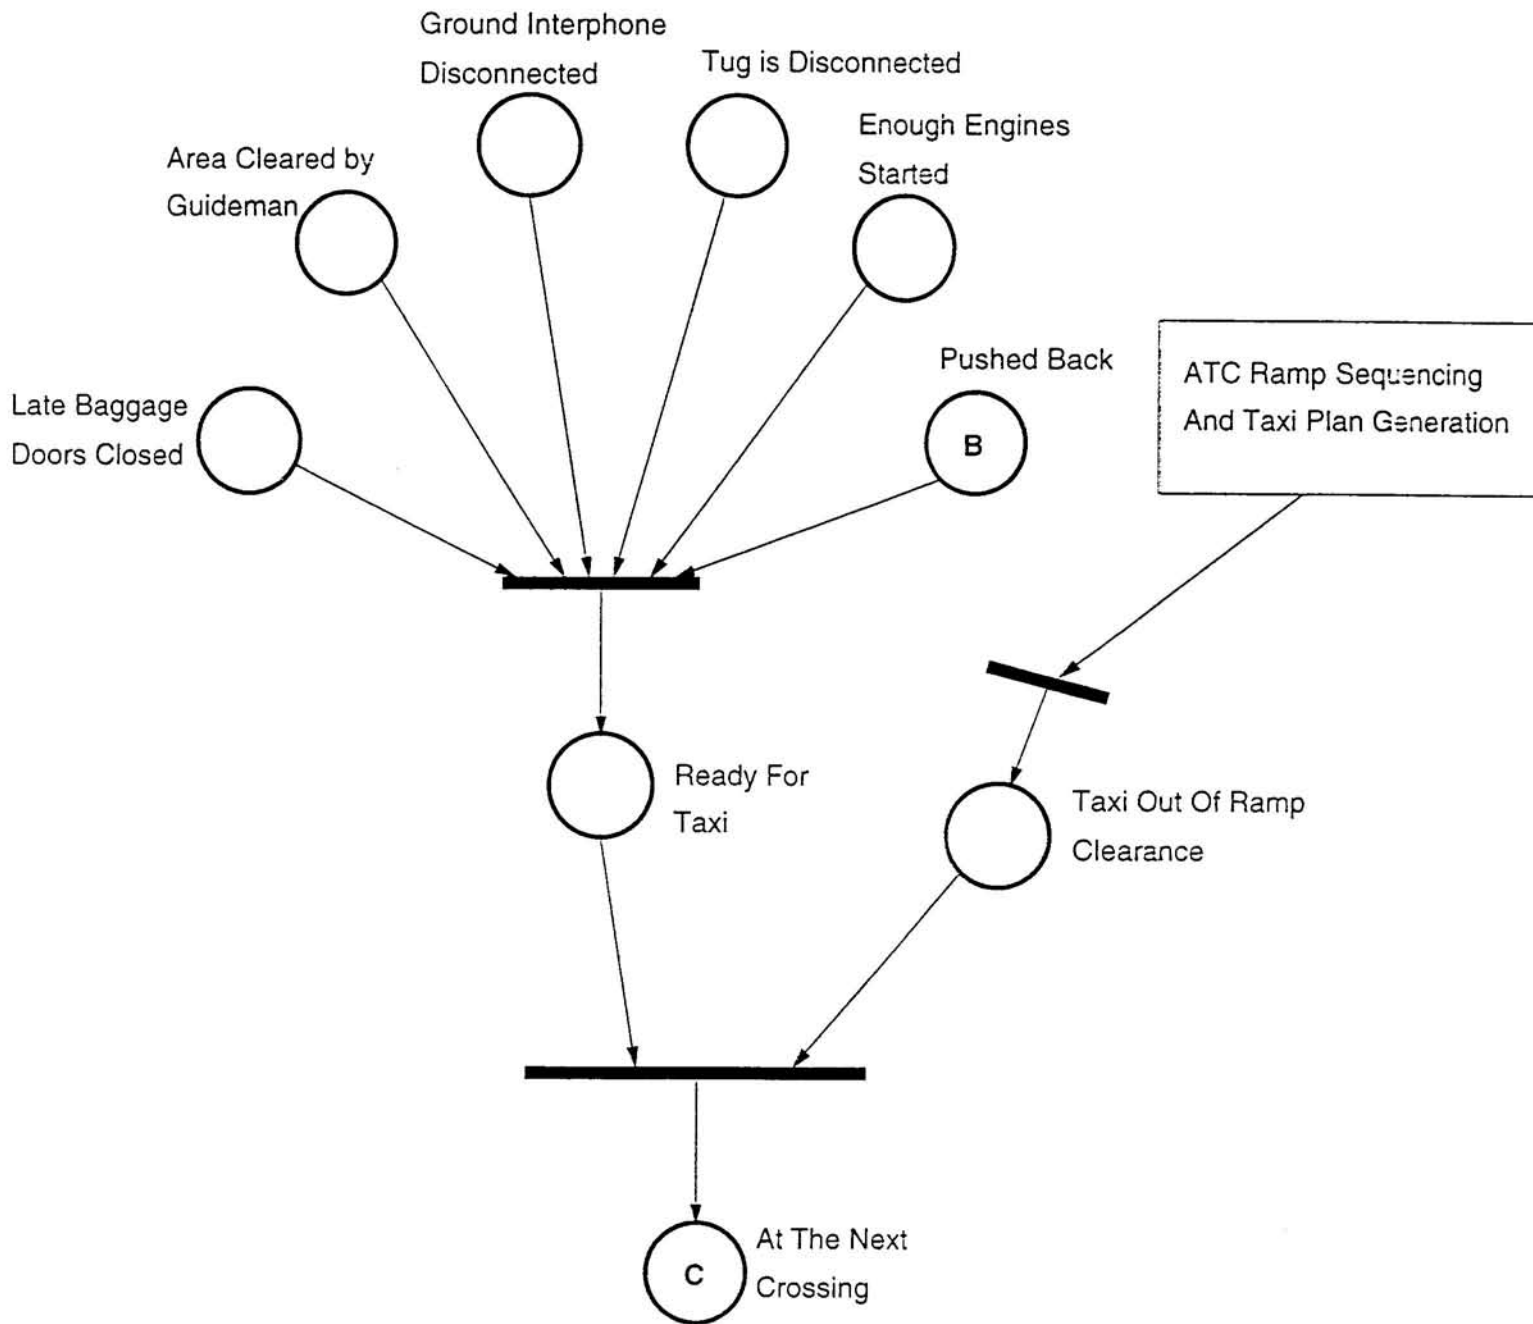 Ground Interphone
Disconnected
Tug is Disconnected
Enough Engines
Started
Area Cleared by
Guideman
Pushed Back
B
ATC Ramp Sequencing
And Taxi Plan Generation
Late Baggage
Doors Closed
Ready For
Taxi
Taxi Out Of Ramp
Clearance
At The Next
Crossing
C